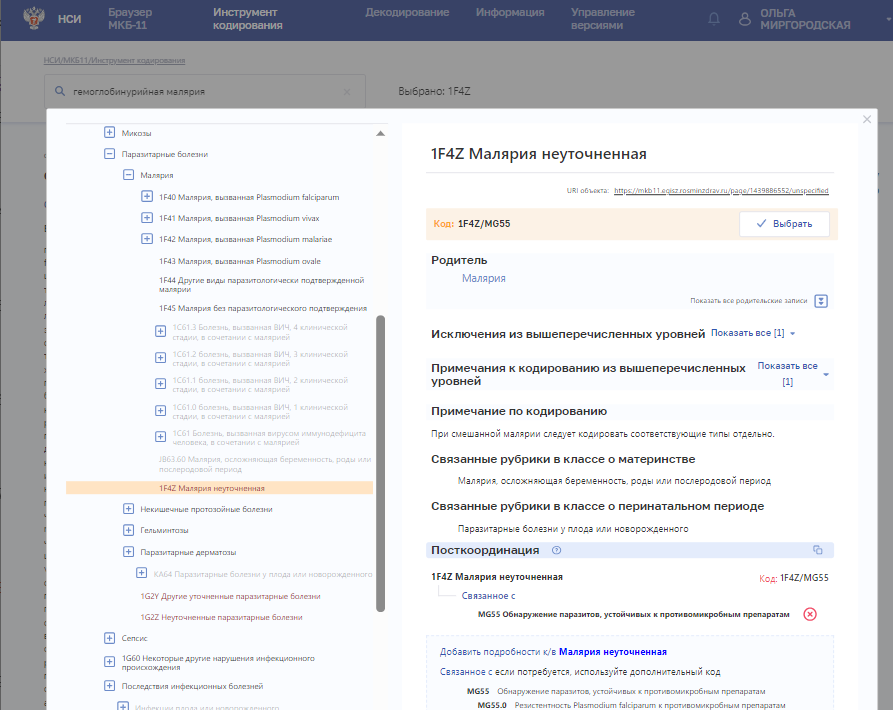 НСИ
Браузер
МКБ-11
Инструмент
кодирования
Декодирование
Информация
Управление
версиями
ОЛЬГА
МИРГОРОДСКАЯ
НСИ/МКБ11/Инструмент кодирования
гемоглобинурийная малярия
Выбрано: 1F4Z
Микозы
Паразитарные болезни
Малярия
1F40 Малярия, вызванная Plasmodium falciparum
1F41 Малярия, вызванная Plasmodium vivax
1F42 Малярия, вызванная Plasmodium malariae
1F43 Малярия, вызванная Plasmodium ovale
1F44 Другие виды паразитологически подтвержденной
малярии
1F45 Малярия без паразитологического подтверждения
1C61.3 Болезнь, вызванная ВИЧ, 4 клинической
стадии, в сочетании с малярией
1C61.2 болезнь, вызванная ВИЧ, 3 клинической
стадии, в сочетании с малярией
1C61.1 болезнь, вызванная ВИЧ, 2 клинической
стадии, в сочетании с малярией
1C61.0 болезнь, вызванная ВИЧ, 1 клинической
стадии, в сочетании с малярией
1C61 Болезнь, вызванная вирусом иммунодефицита
человека, в сочетании с малярией
JB63.60 Малярия, осложняющая беременность, роды или
послеродовой период
1F4Z Малярия неуточненная
Некишечные протозойные болезни
Гельминтозы
Паразитарные дерматозы
KA64 Паразитарные болезни у плода или новорожденного
1G2Y Другие уточненные паразитарные болезни
1G2Z Неуточненные паразитарные болезни
Сепсис
1G60 Некоторые другие нарушения инфекционного
происхождения
Последствия инфекционных болезней
Инфекции плода или новорожденного
1F4Z Малярия неуточненная
URI объекта: https://mkb11.egisz.rosminzdrav.ru/page/1439886552/unspecified
Код: 1F4Z/MG55
Выбрать
Родитель
Малярия
Показать все родительские записи
Исключения из вышеперечисленных уровней Показать все [1]
Примечания к кодированию из вышеперечисленных
уровней
Показать все
[1]
Примечание по кодированию
При смешанной малярии следует кодировать соответствующие типы отдельно.
Связанные рубрики в классе о материнстве
Малярия, осложняющая беременность, роды или послеродовой период
Связанные рубрики в классе о перинатальном периоде
Паразитарные болезни у плода или новорожденного
Посткоординация
1F4Z Малярия неуточненная
Код: 1F4Z/MG55
Связанное с
MG55 Обнаружение паразитов, устойчивых к противомикробным препаратам
Добавить подробности к/в Малярия неуточненная
Связанное с если потребуется, используйте дополнительный код
MG55 Обнаружение паразитов, устойчивых к противомикробным препаратам
MG55.0 Резистентность Plasmodium falciparum к противомикробным препаратам